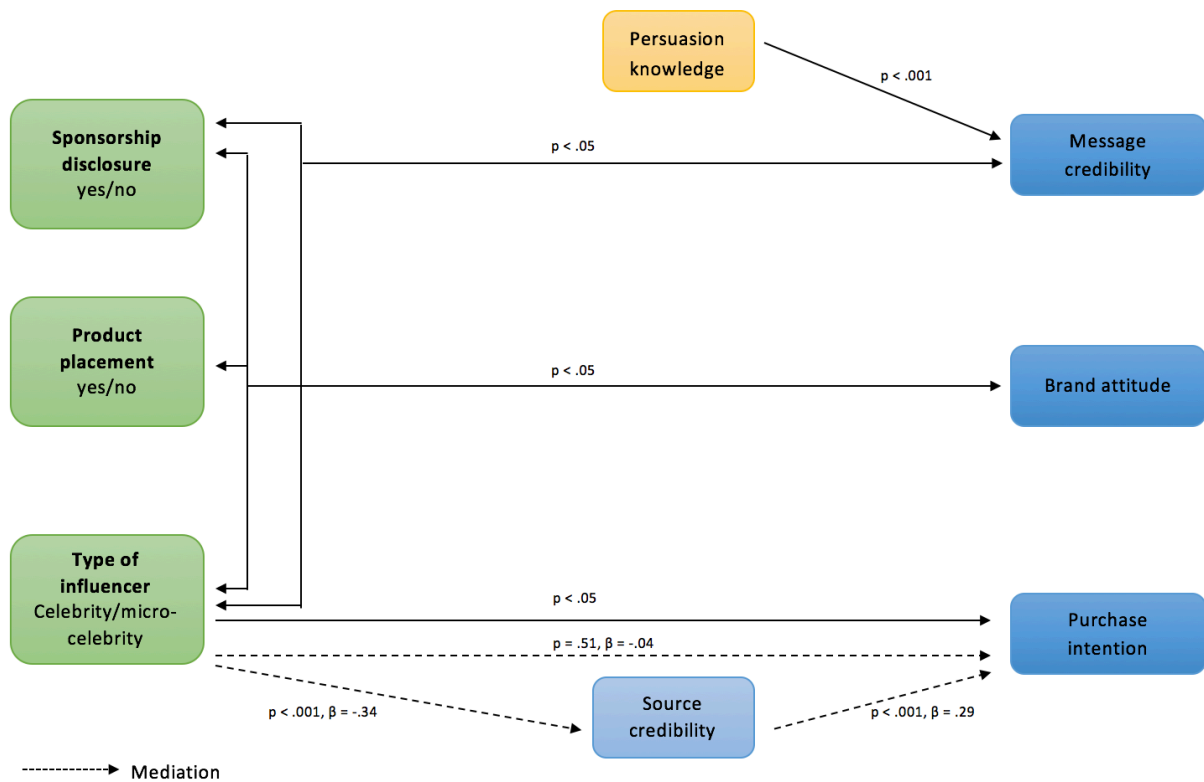 Persuasion
knowledge
p < .001
Sponsorship
disclosure
yes/no
p < .05
Message
credibility
Product
placement
yes/no
p < .05
Brand attitude
Type of
influencer
Celebrity/micro-
celebrity
p < .05
p = .51, β = -.04
Purchase
intention
p < .001, β = -.34
Source
credibility
p < .001, β = .29
Mediation